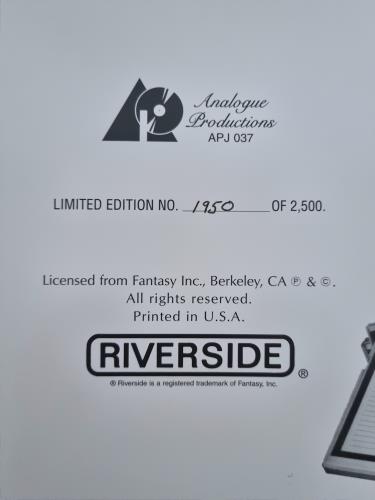 Analogue
Productions
APJ 037
LIMITED EDITION NO. 1950 OF 2,500.
Licensed from Fantasy Inc., Berkeley, CA ℗ & ©.
All rights reserved.
Printed in U.S.A.
RIVERSIDE ®
® Riverside is a registered trademark of Fantasy, Inc.